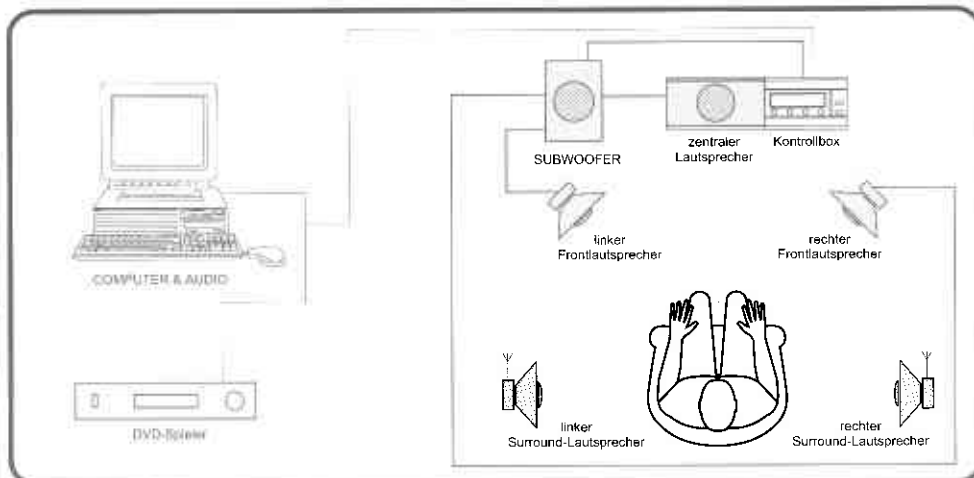 SUBWOOFER
zentraler
Lautsprecher
Kontrollbox
linker
Frontlautsprecher
rechter
Frontlautsprecher
COMPUTER & AUDIO
DVD-Spieler
linker
Surround-Lautsprecher
rechter
Surround-Lautsprecher